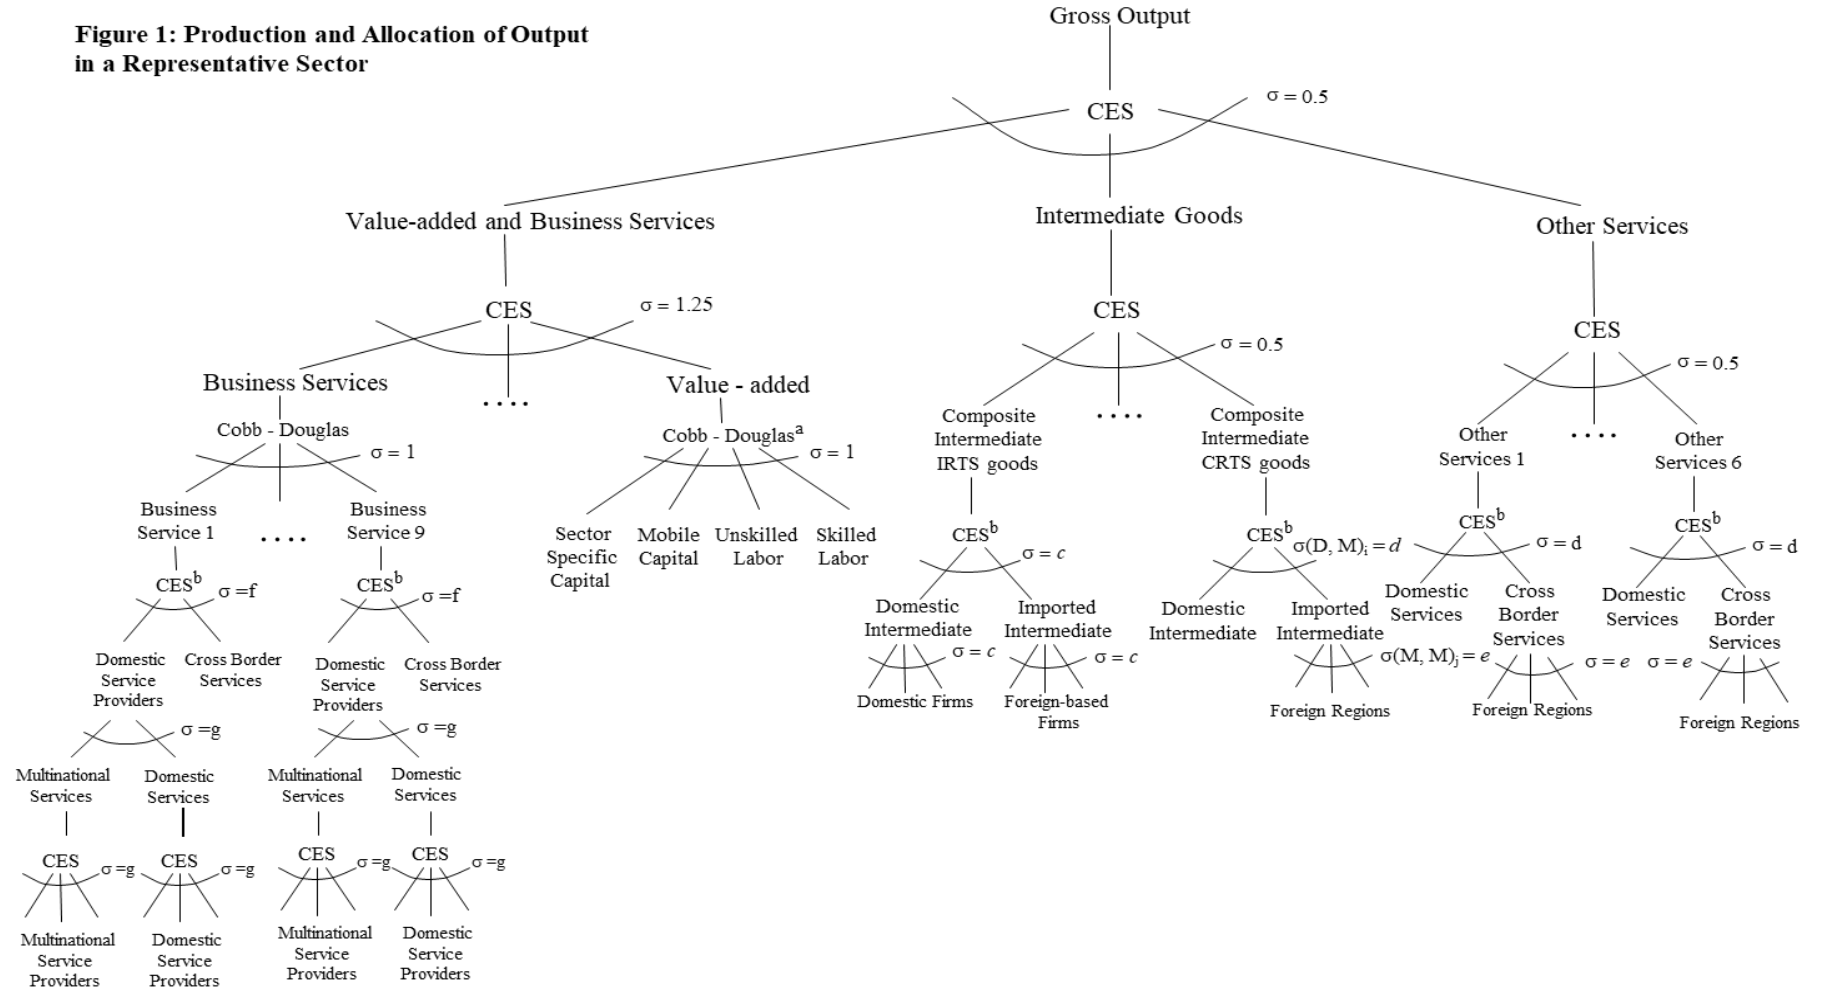 Figure 1: Production and Allocation of Output
in a Representative Sector
Gross Output
CES
σ = 0.5
Value-added and Business Services
Intermediate Goods
Other Services
CES
σ = 1.25
CES
σ = 0.5
CES
σ = 0.5
Business Services
. . . .
Value - added
Cobb - Douglas
σ = 1
Cobb - Douglasᵃ
σ = 1
Composite
Intermediate
IRTS goods
. . . .
Composite
Intermediate
CRTS goods
Other
Services 1
. . . .
Other
Services 6
Business
Service 1
. . . .
Business
Service 9
Sector
Specific
Capital
Mobile
Capital
Unskilled
Labor
Skilled
Labor
CESᵇ
σ = c
CESᵇ
σ(D, M)ᵢ = d
CESᵇ
σ = d
CESᵇ
σ = d
CESᵇ
σ =f
CESᵇ
σ =f
Domestic
Intermediate
Imported
Intermediate
Domestic
Intermediate
Imported
Intermediate
Domestic
Services
Cross
Border
Services
Domestic
Services
Cross
Border
Services
σ = c
σ = c
σ(M, M)ⱼ = e
σ = e
σ = e
Domestic
Service
Providers
Cross Border
Services
Domestic
Service
Providers
Cross Border
Services
Domestic Firms
Foreign-based
Firms
Foreign Regions
Foreign Regions
Foreign Regions
σ =g
σ =g
Multinational
Services
Domestic
Services
Multinational
Services
Domestic
Services
CES
σ =g
CES
σ =g
CES
σ =g
CES
σ =g
Multinational
Service
Providers
Domestic
Service
Providers
Multinational
Service
Providers
Domestic
Service
Providers